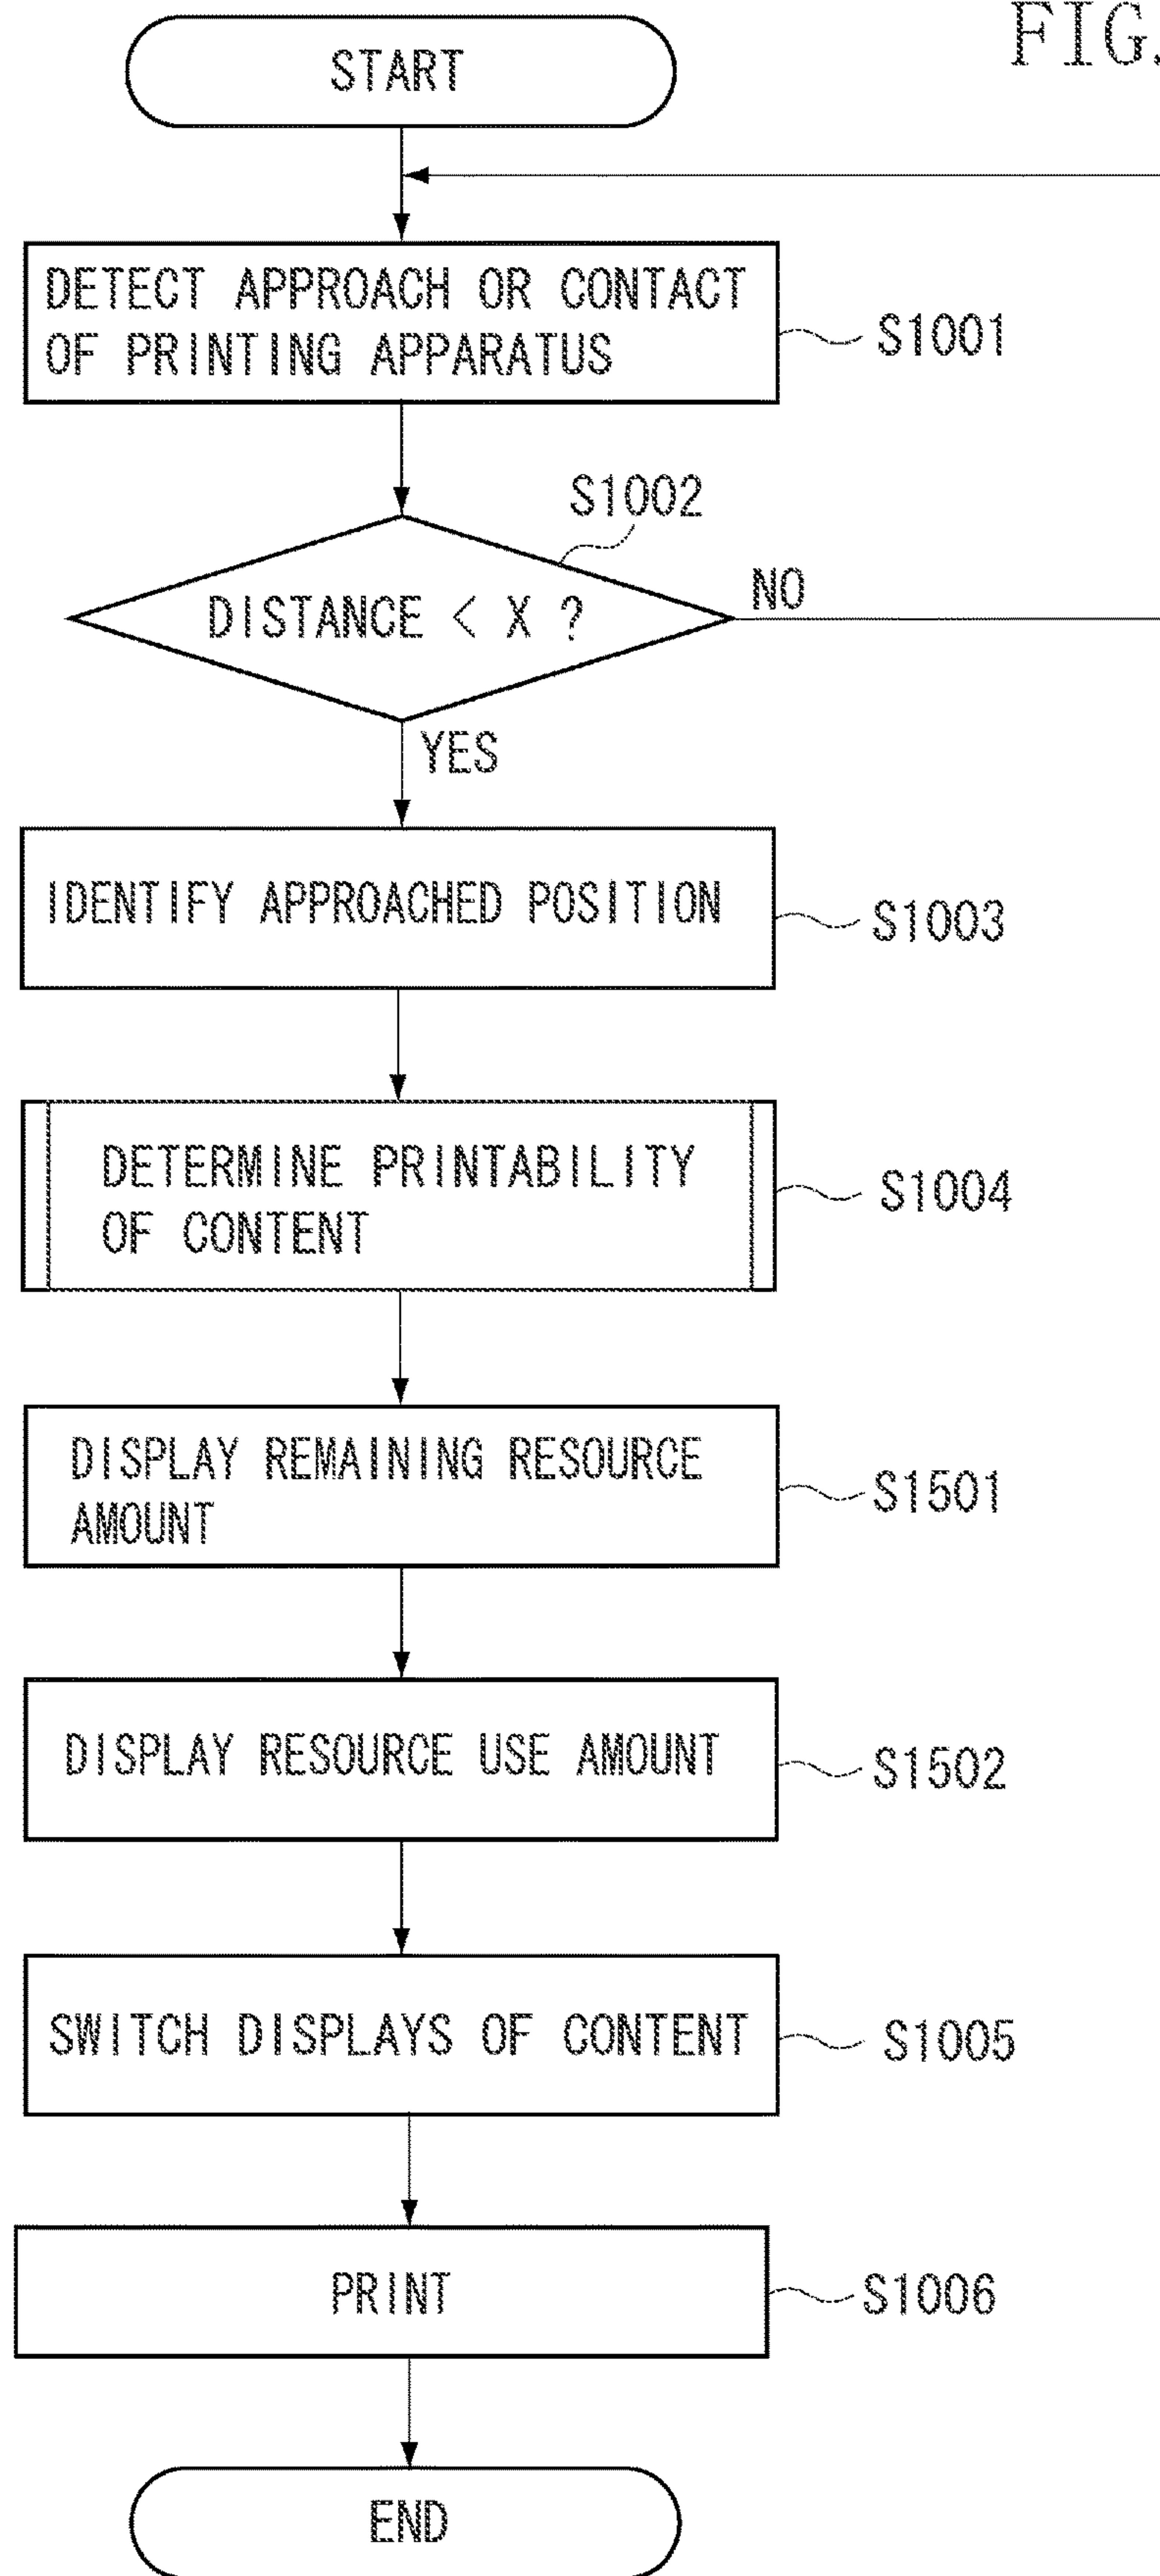 FIG.
START
DETECT APPROACH OR CONTACT
OF PRINTING APPARATUS
S1001
S1002
DISTANCE < X ?
NO
YES
IDENTIFY APPROACHED POSITION
S1003
DETERMINE PRINTABILITY
OF CONTENT
S1004
DISPLAY REMAINING RESOURCE
AMOUNT
S1501
DISPLAY RESOURCE USE AMOUNT
S1502
SWITCH DISPLAYS OF CONTENT
S1005
PRINT
S1006
END